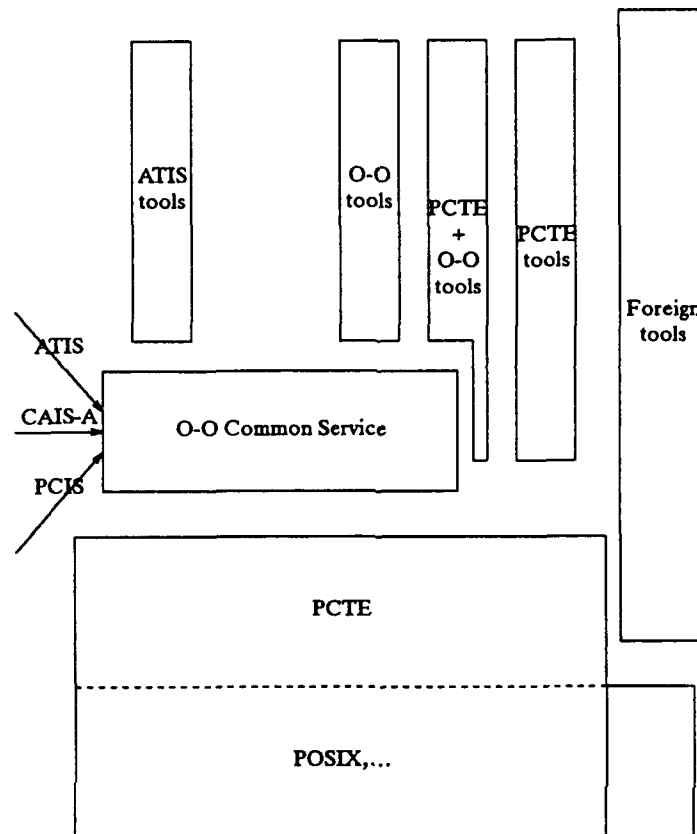 ATIS
tools
O-O
tools
PCTE
+
O-O
tools
PCTE
tools
Foreign
tools
ATIS
CAIS-A
PCIS
O-O Common Service
PCTE
POSIX,...